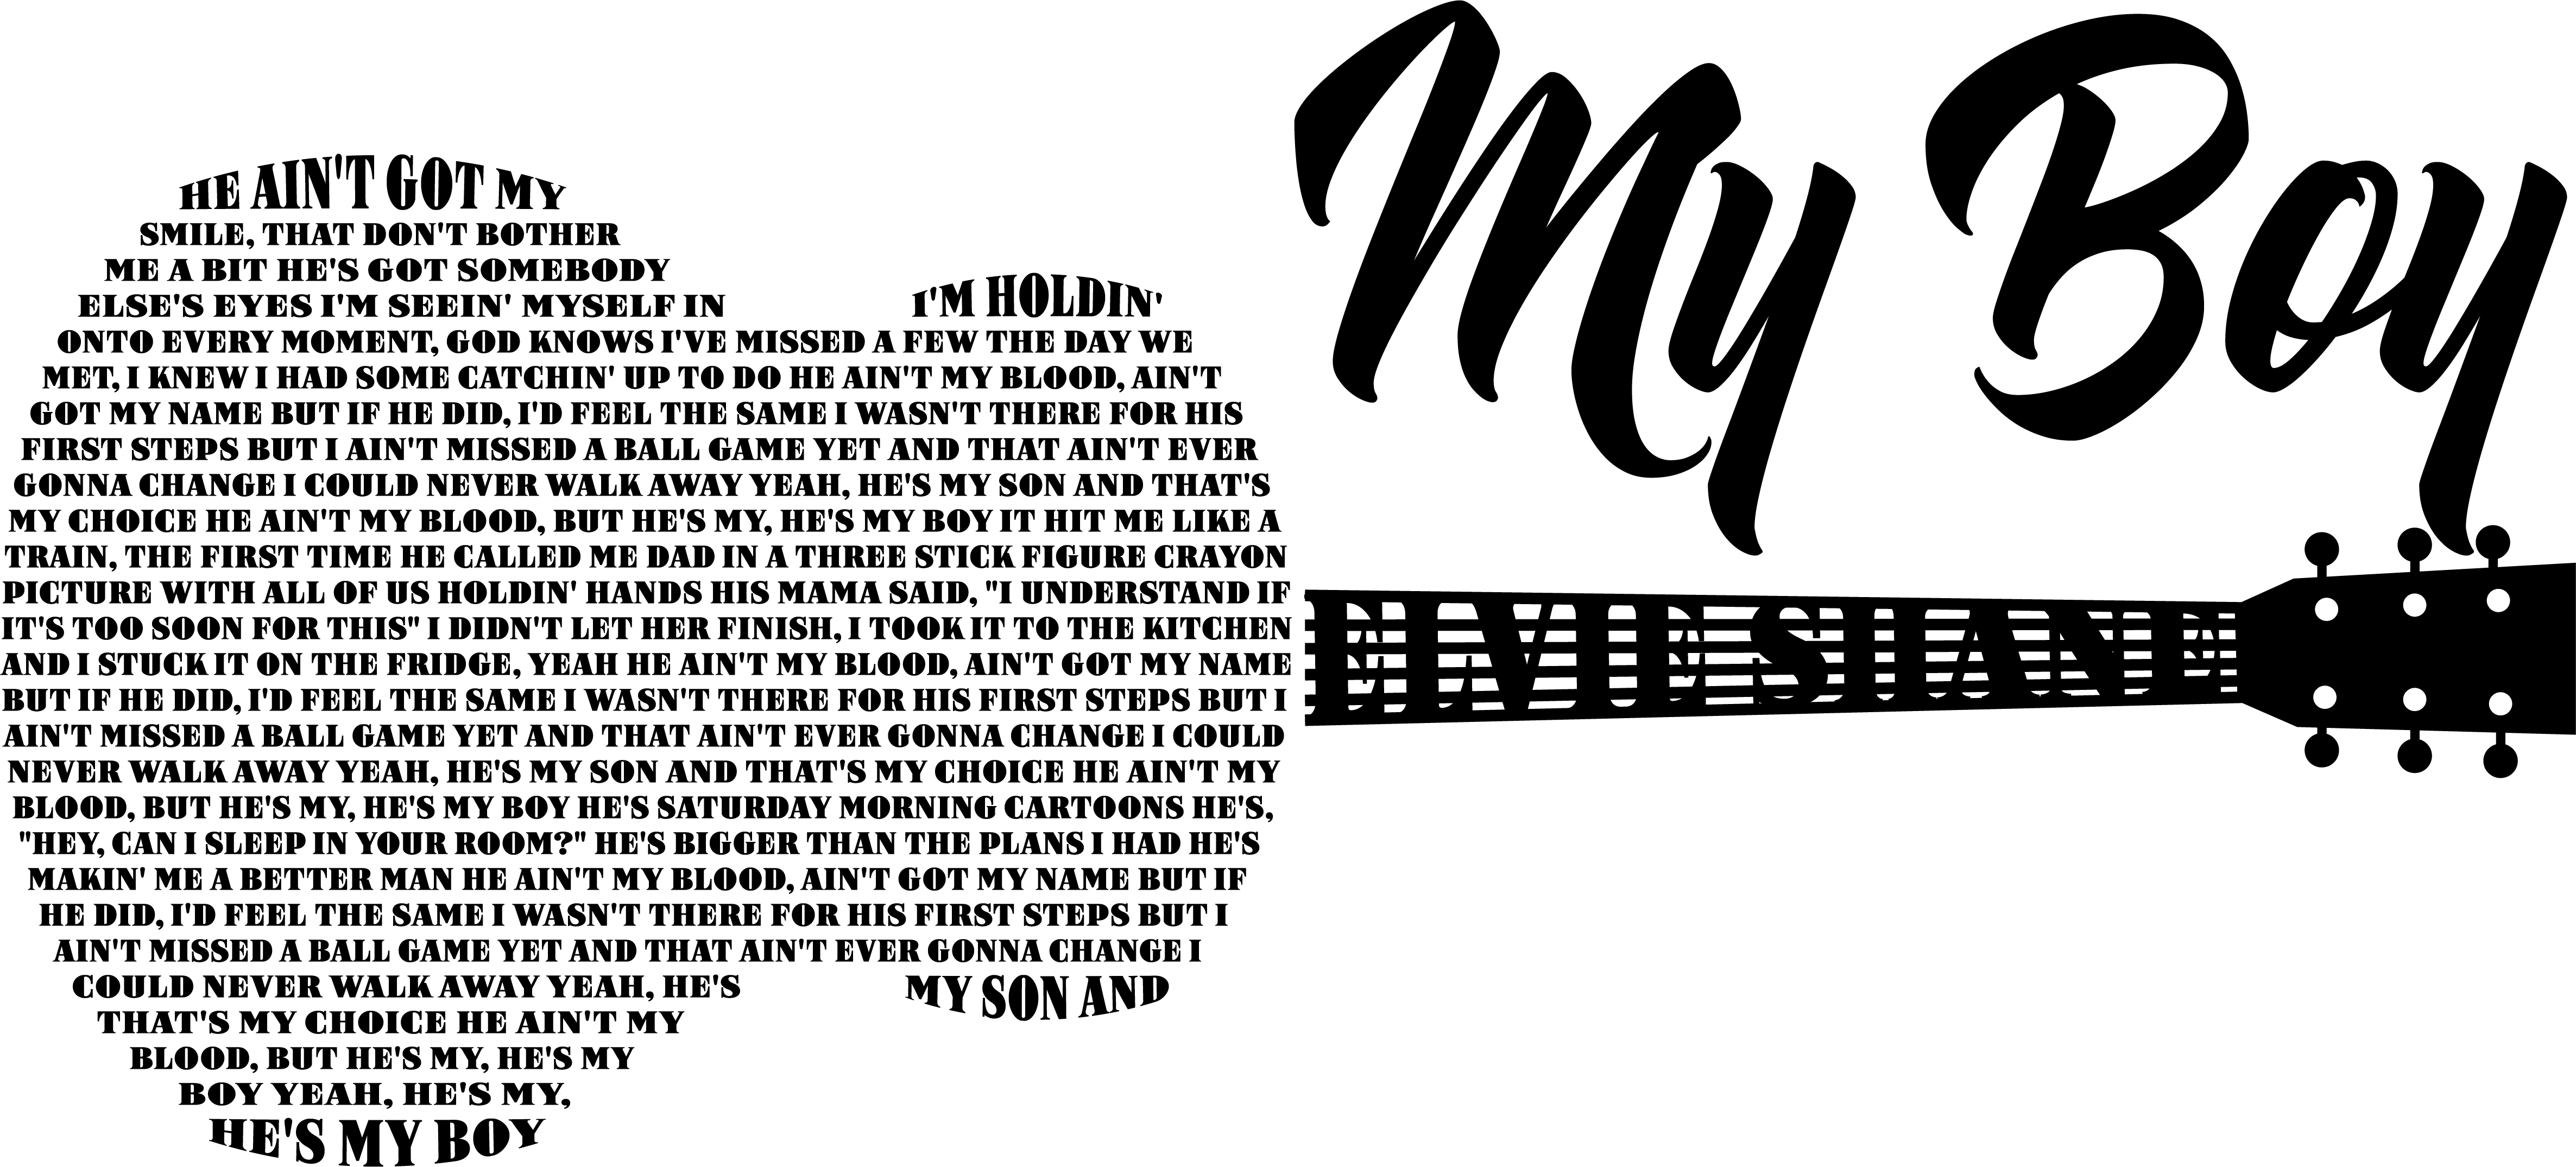 My Boy
HE AIN'T GOT MY
SMILE, THAT DON'T BOTHER
ME A BIT HE'S GOT SOMEBODY
ELSE'S EYES I'M SEEIN' MYSELF IN
I'M HOLDIN'
ONTO EVERY MOMENT, GOD KNOWS I'VE MISSED A FEW THE DAY WE
MET, I KNEW I HAD SOME CATCHIN' UP TO DO HE AIN'T MY BLOOD, AIN'T
GOT MY NAME BUT IF HE DID, I'D FEEL THE SAME I WASN'T THERE FOR HIS
FIRST STEPS BUT I AIN'T MISSED A BALL GAME YET AND THAT AIN'T EVER
GONNA CHANGE I COULD NEVER WALK AWAY YEAH, HE'S MY SON AND THAT'S
MY CHOICE HE AIN'T MY BLOOD, BUT HE'S MY, HE'S MY BOY IT HIT ME LIKE A
TRAIN, THE FIRST TIME HE CALLED ME DAD IN A THREE STICK FIGURE CRAYON
PICTURE WITH ALL OF US HOLDIN' HANDS HIS MAMA SAID, "I UNDERSTAND IF
IT'S TOO SOON FOR THIS" I DIDN'T LET HER FINISH, I TOOK IT TO THE KITCHEN
AND I STUCK IT ON THE FRIDGE, YEAH HE AIN'T MY BLOOD, AIN'T GOT MY NAME
BUT IF HE DID, I'D FEEL THE SAME I WASN'T THERE FOR HIS FIRST STEPS BUT I
AIN'T MISSED A BALL GAME YET AND THAT AIN'T EVER GONNA CHANGE I COULD
NEVER WALK AWAY YEAH, HE'S MY SON AND THAT'S MY CHOICE HE AIN'T MY
BLOOD, BUT HE'S MY, HE'S MY BOY HE'S SATURDAY MORNING CARTOONS HE'S,
"HEY, CAN I SLEEP IN YOUR ROOM?" HE'S BIGGER THAN THE PLANS I HAD HE'S
MAKIN' ME A BETTER MAN HE AIN'T MY BLOOD, AIN'T GOT MY NAME BUT IF
HE DID, I'D FEEL THE SAME I WASN'T THERE FOR HIS FIRST STEPS BUT I
AIN'T MISSED A BALL GAME YET AND THAT AIN'T EVER GONNA CHANGE I
COULD NEVER WALK AWAY YEAH, HE'S
MY SON AND
THAT'S MY CHOICE HE AIN'T MY
BLOOD, BUT HE'S MY, HE'S MY
BOY YEAH, HE'S MY,
HE'S MY BOY
ELVIE SHANE